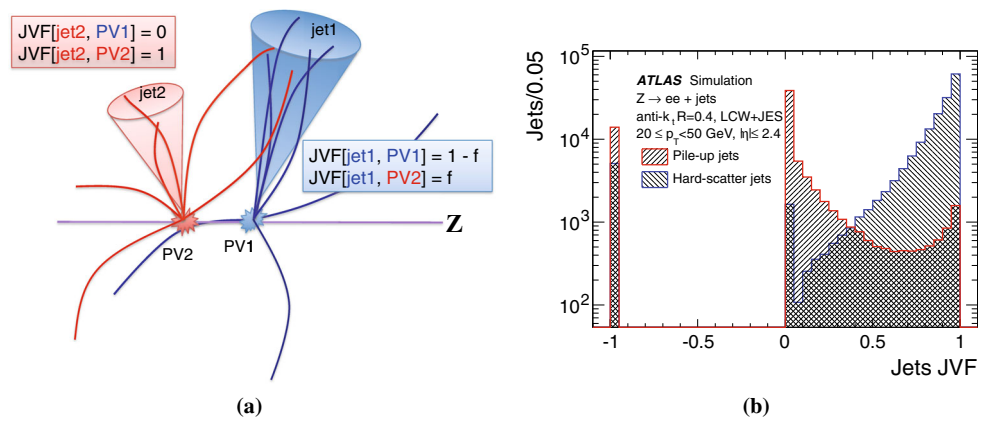 JVF[jet2, PV1] = 0
JVF[jet2, PV2] = 1
jet1
jet2
JVF[jet1, PV1] = 1 - f
JVF[jet1, PV2] = f
Z
PV2
PV1
(a)
Jets/0.05
10^5
10^4
10^3
10^2
ATLAS Simulation
Z → ee + jets
anti-k_t R=0.4, LCW+JES
20 ≤ p_T<50 GeV, |η|≤ 2.4
Pile-up jets
Hard-scatter jets
-1 -0.5 0 0.5 1
Jets JVF
(b)